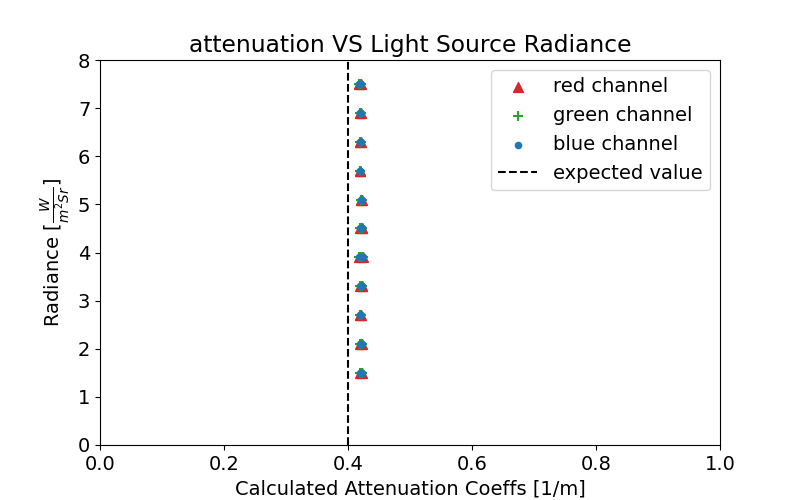 attenuation VS Light Source Radiance
8
7
6
5
4
3
2
1
0
Radiance [W/m²Sr]
red channel
green channel
blue channel
expected value
0.0 0.2 0.4 0.6 0.8 1.0
Calculated Attenuation Coeffs [1/m]